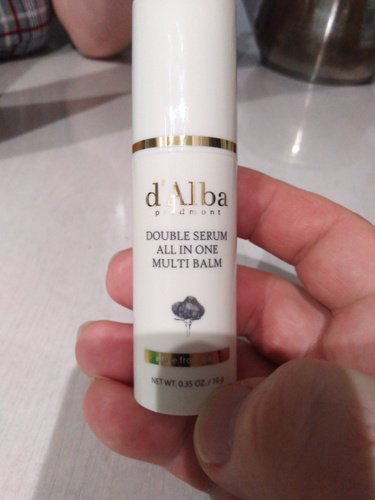 d'Alba
piedmont
DOUBLE SERUM
ALL IN ONE
MULTI BALM
NET WT. 0.35 OZ. / 10 g